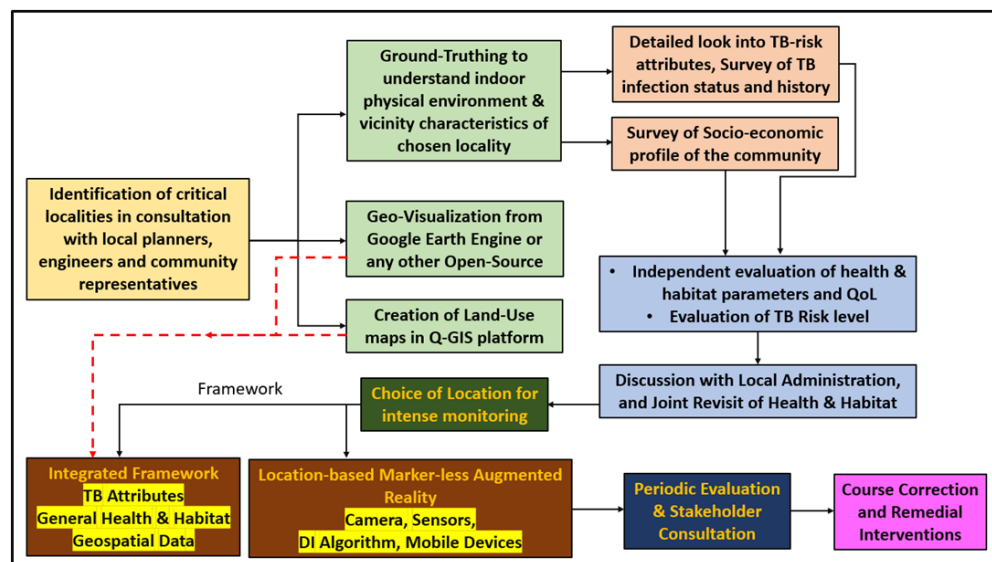 Identification of critical
localities in consultation
with local planners,
engineers and community
representatives
Ground-Truthing to
understand indoor
physical environment &
vicinity characteristics of
chosen locality
Geo-Visualization from
Google Earth Engine or
any other Open-Source
Creation of Land-Use
maps in Q-GIS platform
Detailed look into TB-risk
attributes, Survey of TB
infection status and history
Survey of Socio-economic
profile of the community
• Independent evaluation of health &
habitat parameters and QoL
• Evaluation of TB Risk level
Discussion with Local Administration,
and Joint Revisit of Health & Habitat
Choice of Location for
intense monitoring
Framework
Integrated Framework
TB Attributes
General Health & Habitat
Geospatial Data
Location-based Marker-less Augmented
Reality
Camera, Sensors,
DI Algorithm, Mobile Devices
Periodic Evaluation
& Stakeholder
Consultation
Course Correction
and Remedial
Interventions